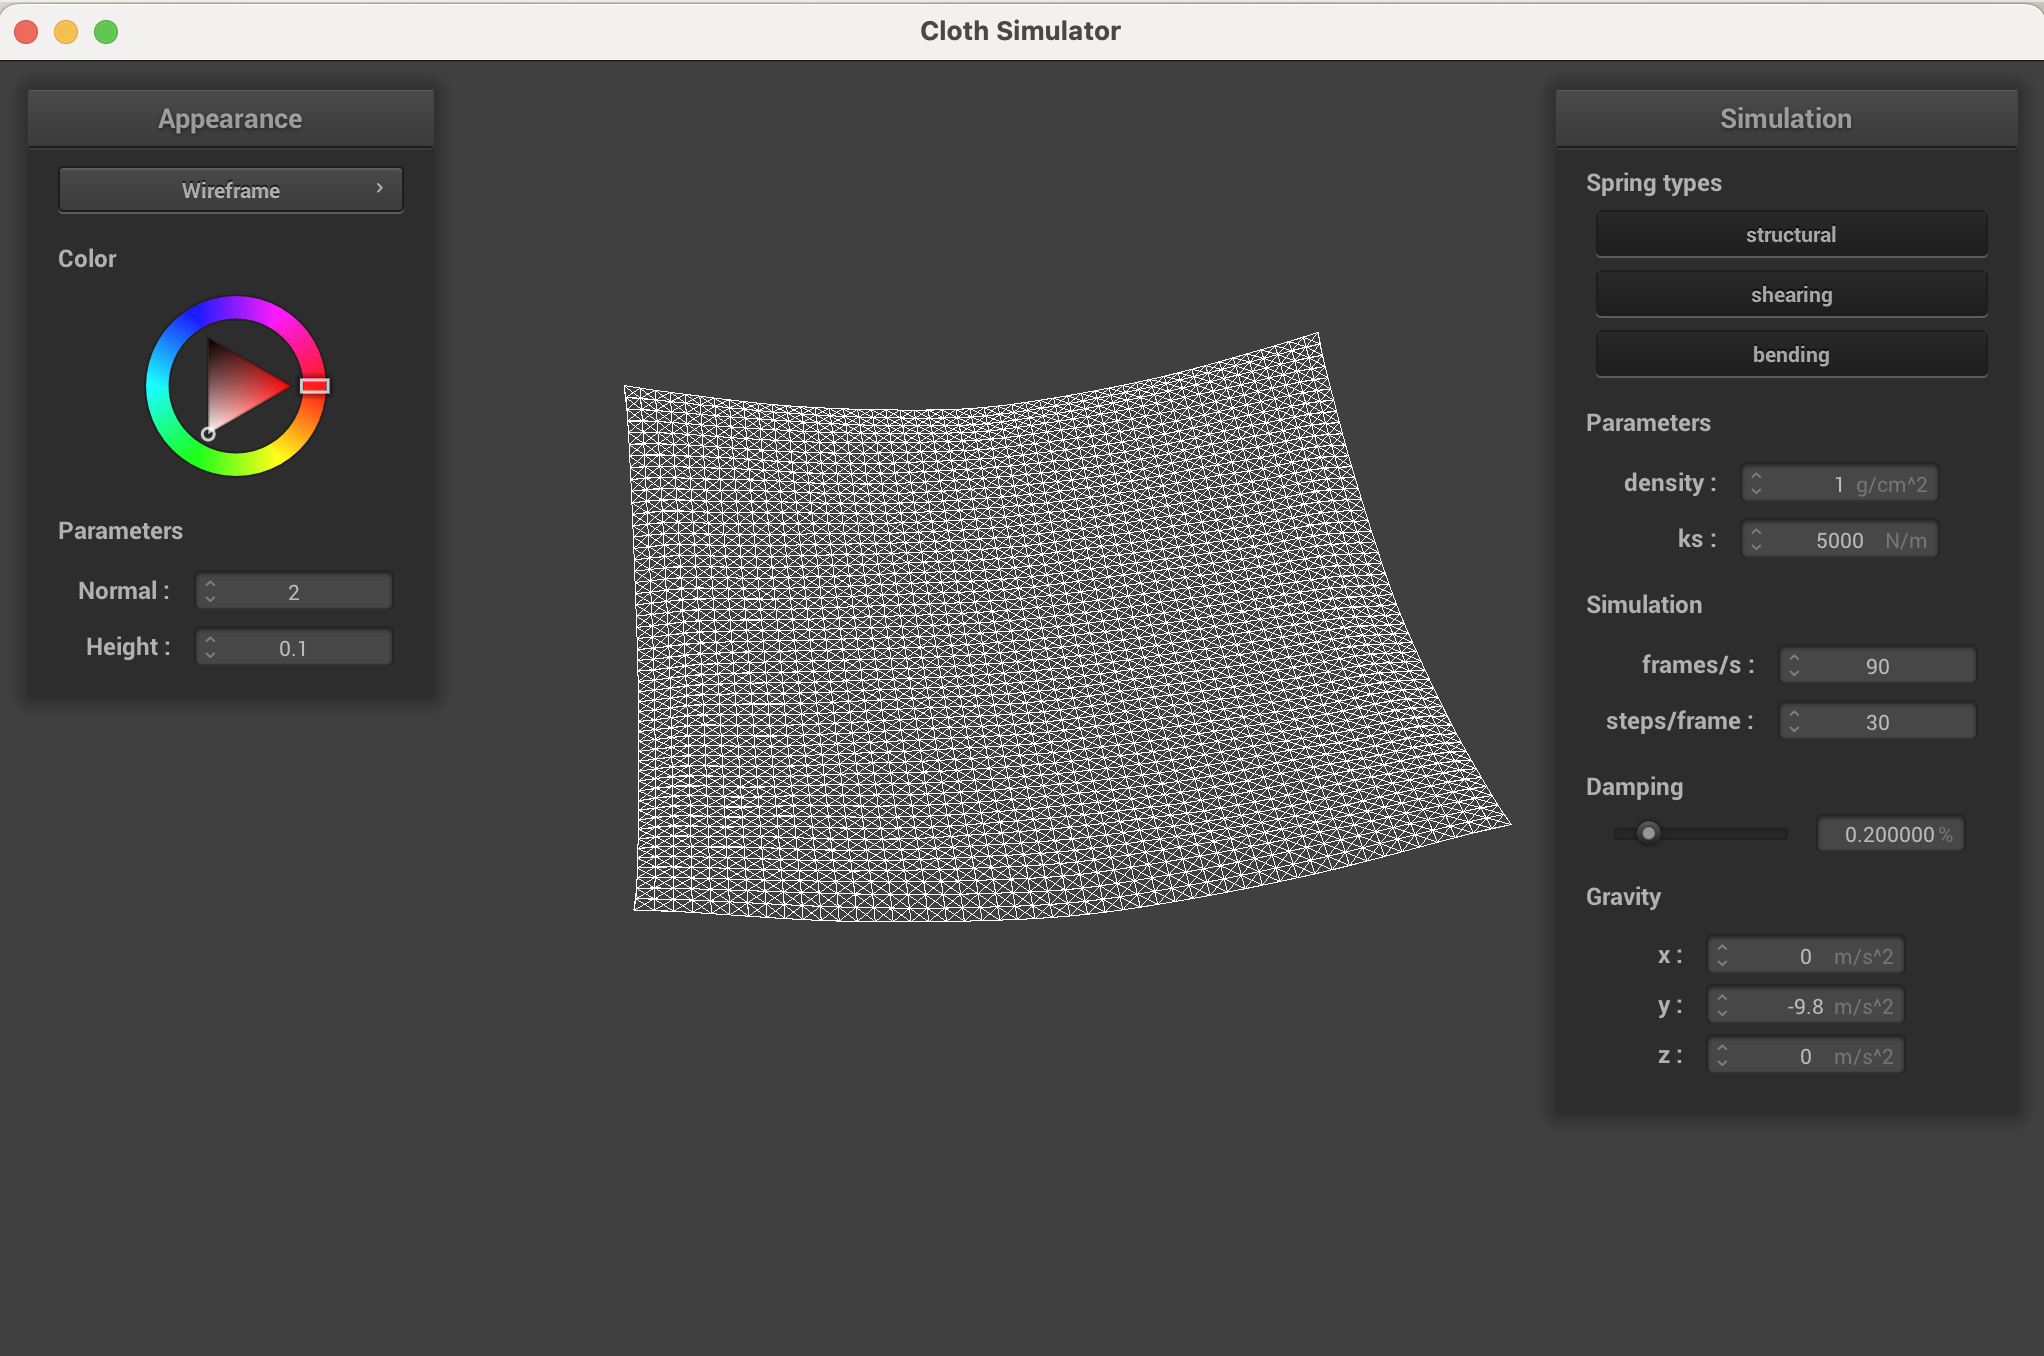 Cloth Simulator
Appearance
Wireframe
Color
Parameters
Normal : 2
Height : 0.1
Simulation
Spring types
structural
shearing
bending
Parameters
density : 1 g/cm^2
ks : 5000 N/m
Simulation
frames/s : 90
steps/frame : 30
Damping
0.200000 %
Gravity
x : 0 m/s^2
y : -9.8 m/s^2
z : 0 m/s^2